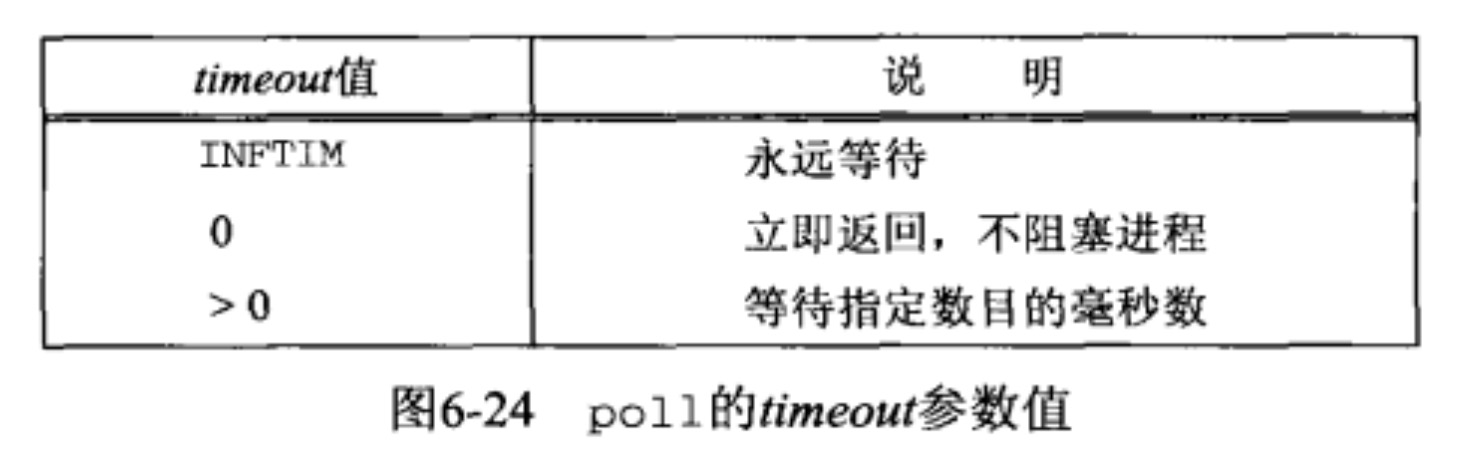 timeout值 说 明
INFTIM 永远等待
0 立即返回，不阻塞进程
> 0 等待指定数目的毫秒数
图6-24 poll的timeout参数值